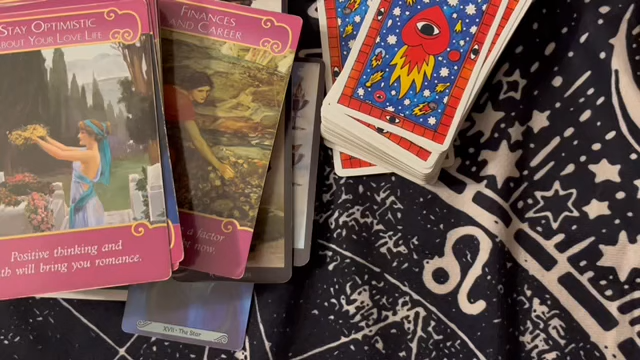 STAY OPTIMISTIC
ABOUT YOUR LOVE LIFE
Positive thinking and
will bring you romance.
FINANCES
AND CAREER
a factor
now.
XVII · The Star